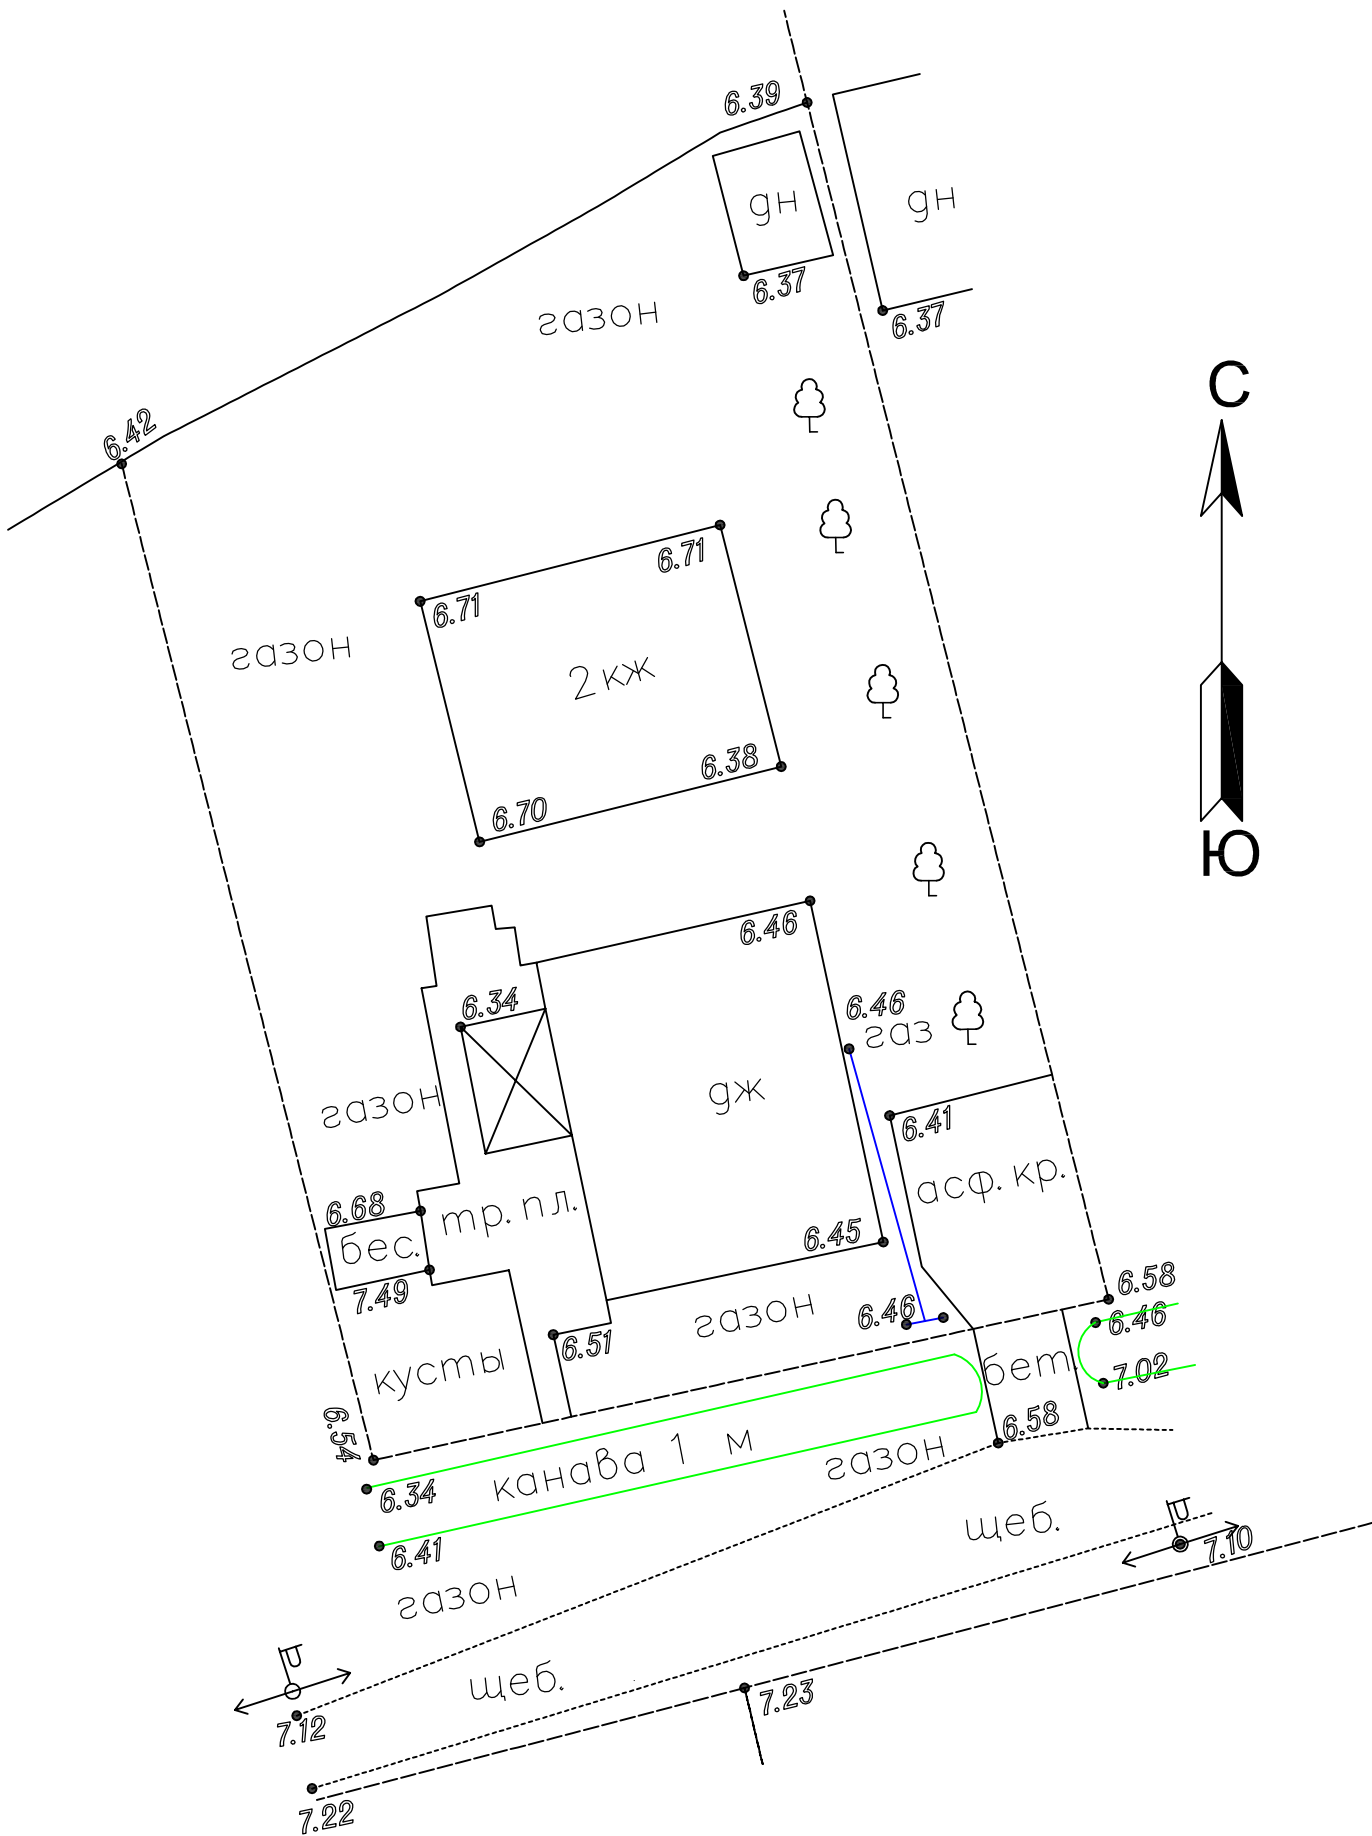 6.39
дн
дн
6.37
6.37
газон
С
6.42
6.71
6.71
газон
2кж
6.38
6.70
Ю
6.46
6.34
6.46
газ
дж
газон
6.41
асф. кр.
6.68
тр. пл.
бес.
6.45
7.49
6.58
газон
6.46
6.46
6.51
кусты
бет.
7.02
6.54
6.58
канава 1 м
газон
6.34
6.41
щеб.
7.10
газон
щеб.
7.23
7.12
7.22